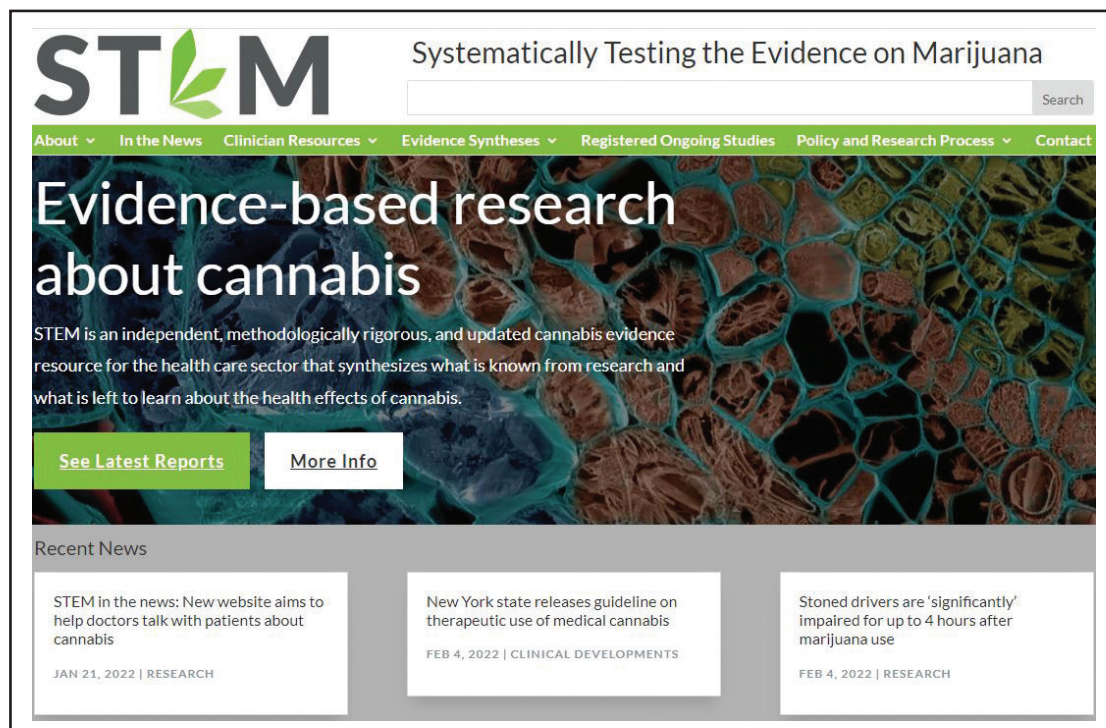 STEM
Systematically Testing the Evidence on Marijuana
Search
About In the News Clinician Resources Evidence Syntheses Registered Ongoing Studies Policy and Research Process Contact
Evidence-based research
about cannabis
STEM is an independent, methodologically rigorous, and updated cannabis evidence
resource for the health care sector that synthesizes what is known from research and
what is left to learn about the health effects of cannabis.
See Latest Reports
More Info
Recent News
STEM in the news: New website aims to
help doctors talk with patients about
cannabis
JAN 21, 2022 | RESEARCH
New York state releases guideline on
therapeutic use of medical cannabis
FEB 4, 2022 | CLINICAL DEVELOPMENTS
Stoned drivers are ‘significantly’
impaired for up to 4 hours after
marijuana use
FEB 4, 2022 | RESEARCH